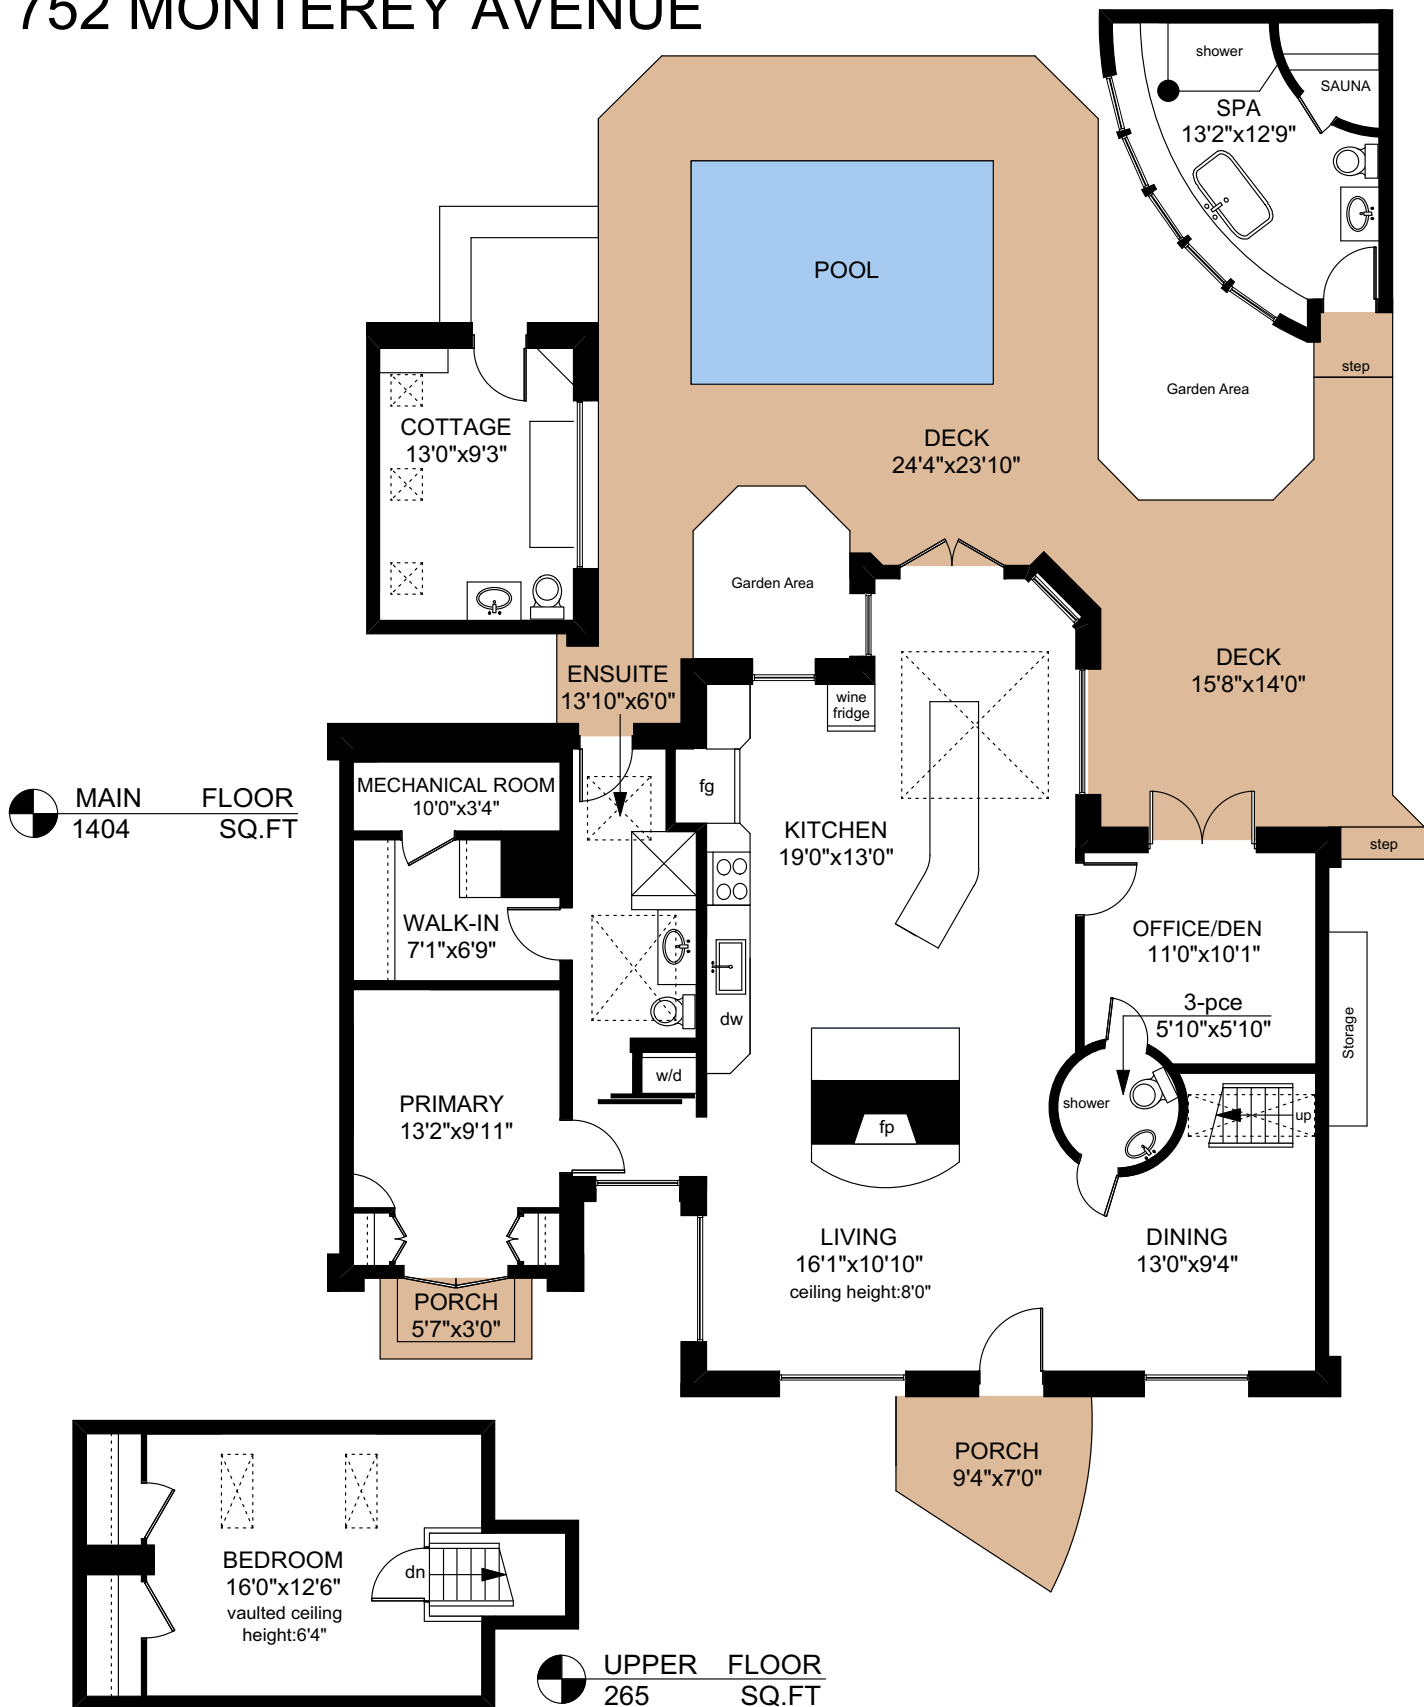 752 MONTEREY AVENUE
shower
SAUNA
SPA
13'2"x12'9"
POOL
step
Garden Area
COTTAGE
13'0"x9'3"
DECK
24'4"x23'10"
Garden Area
ENSUITE
13'10"x6'0"
DECK
15'8"x14'0"
wine
fridge
MECHANICAL ROOM
10'0"x3'4"
fg
MAIN FLOOR
1404 SQ.FT
KITCHEN
19'0"x13'0"
step
WALK-IN
7'1"x6'9"
OFFICE/DEN
11'0"x10'1"
3-pce
5'10"x5'10"
dw
Storage
w/d
PRIMARY
13'2"x9'11"
shower
fp
up
LIVING
16'1"x10'10"
ceiling height:8'0"
DINING
13'0"x9'4"
PORCH
5'7"x3'0"
PORCH
9'4"x7'0"
BEDROOM
16'0"x12'6"
vaulted ceiling
height:6'4"
dn
UPPER FLOOR
265 SQ.FT